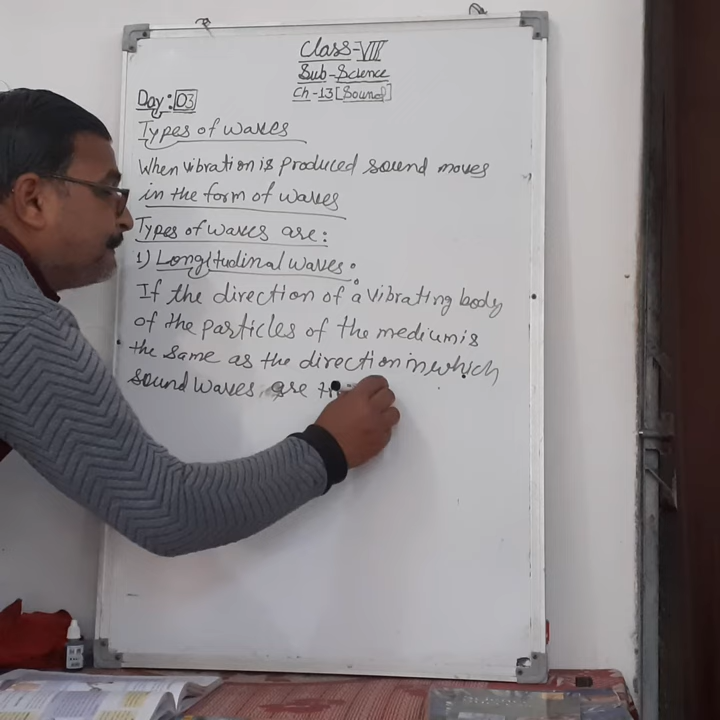 Class-VIII
Sub-Science
Ch-13[Sound]
Day:03
Types of waves
When vibration is produced sound moves
in the form of waves
Types of waves are:
1) Longitudinal waves:
If the direction of a vibrating body
of the particles of the medium is
the same as the direction in which
sound waves are